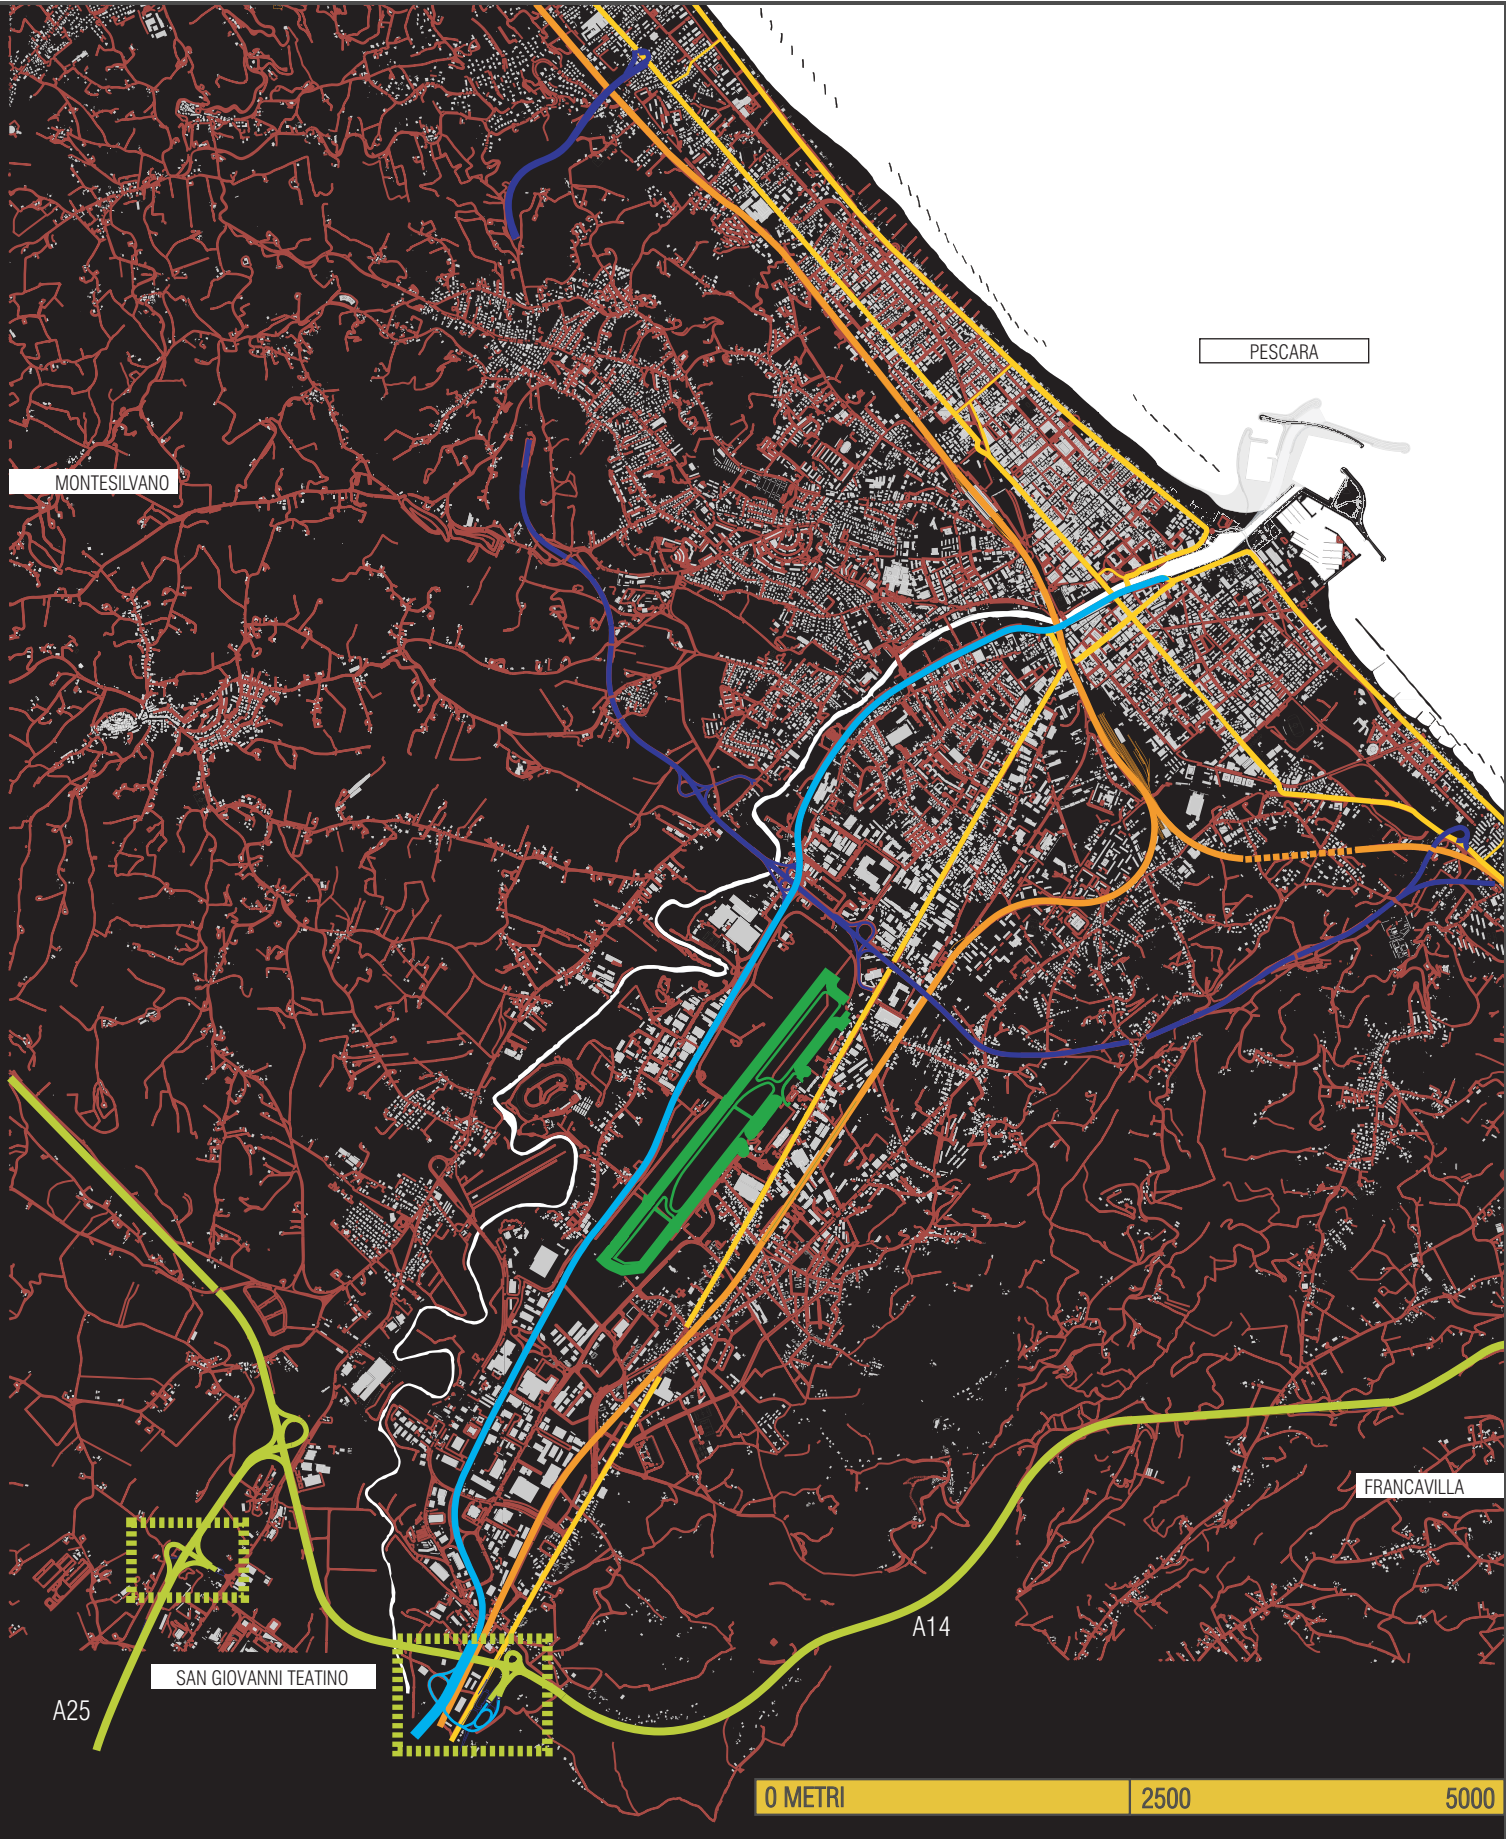 PESCARA
MONTESILVANO
FRANCAVILLA
A14
SAN GIOVANNI TEATINO
A25
0 METRI 2500 5000